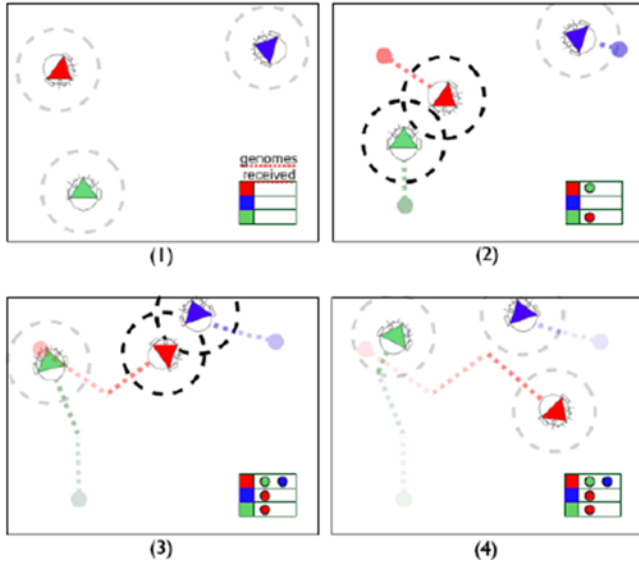 genomes
received
(1)
(2)
(3)
(4)